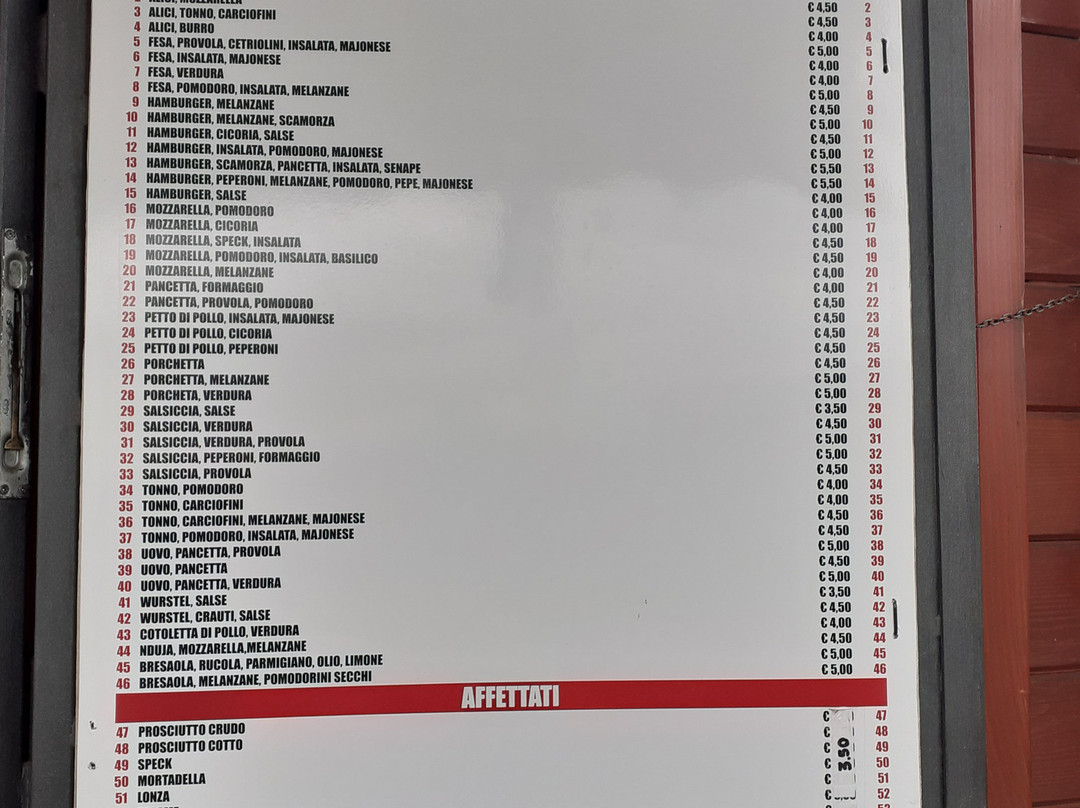 2 ALICI, MOZZARELLA € 4,50 2
3 ALICI, TONNO, CARCIOFINI € 4,50 3
4 ALICI, BURRO € 4,00 4
5 FESA, PROVOLA, CETRIOLINI, INSALATA, MAJONESE € 5,00 5
6 FESA, INSALATA, MAJONESE € 4,00 6
7 FESA, VERDURA € 4,00 7
8 FESA, POMODORO, INSALATA, MELANZANE € 5,00 8
9 HAMBURGER, MELANZANE € 4,50 9
10 HAMBURGER, MELANZANE, SCAMORZA € 5,00 10
11 HAMBURGER, CICORIA, SALSE € 4,50 11
12 HAMBURGER, INSALATA, POMODORO, MAJONESE € 5,00 12
13 HAMBURGER, SCAMORZA, PANCETTA, INSALATA, SENAPE € 5,50 13
14 HAMBURGER, PEPERONI, MELANZANE, POMODORO, PEPE, MAJONESE € 5,50 14
15 HAMBURGER, SALSE € 4,00 15
16 MOZZARELLA, POMODORO € 4,00 16
17 MOZZARELLA, CICORIA € 4,00 17
18 MOZZARELLA, SPECK, INSALATA € 4,50 18
19 MOZZARELLA, POMODORO, INSALATA, BASILICO € 4,50 19
20 MOZZARELLA, MELANZANE € 4,00 20
21 PANCETTA, FORMAGGIO € 4,00 21
22 PANCETTA, PROVOLA, POMODORO € 4,50 22
23 PETTO DI POLLO, INSALATA, MAJONESE € 4,50 23
24 PETTO DI POLLO, CICORIA € 4,50 24
25 PETTO DI POLLO, PEPERONI € 4,50 25
26 PORCHETTA € 4,50 26
27 PORCHETTA, MELANZANE € 5,00 27
28 PORCHETA, VERDURA € 5,00 28
29 SALSICCIA, SALSE € 3,50 29
30 SALSICCIA, VERDURA € 4,50 30
31 SALSICCIA, VERDURA, PROVOLA € 5,00 31
32 SALSICCIA, PEPERONI, FORMAGGIO € 5,00 32
33 SALSICCIA, PROVOLA € 4,50 33
34 TONNO, POMODORO € 4,00 34
35 TONNO, CARCIOFINI € 4,00 35
36 TONNO, CARCIOFINI, MELANZANE, MAJONESE € 4,50 36
37 TONNO, POMODORO, INSALATA, MAJONESE € 4,50 37
38 UOVO, PANCETTA, PROVOLA € 5,00 38
39 UOVO, PANCETTA € 4,50 39
40 UOVO, PANCETTA, VERDURA € 5,00 40
41 WURSTEL, SALSE € 3,50 41
42 WURSTEL, CRAUTI, SALSE € 4,50 42
43 COTOLETTA DI POLLO, VERDURA € 4,00 43
44 NDUJA, MOZZARELLA,MELANZANE € 4,50 44
45 BRESAOLA, RUCOLA, PARMIGIANO, OLIO, LIMONE € 5,00 45
46 BRESAOLA, MELANZANE, POMODORINI SECCHI € 5,00 46
AFFETTATI
47 PROSCIUTTO CRUDO € 47
48 PROSCIUTTO COTTO € 48
49 SPECK € 3.50 49
50 MORTADELLA € 50
51 LONZA € 51
52